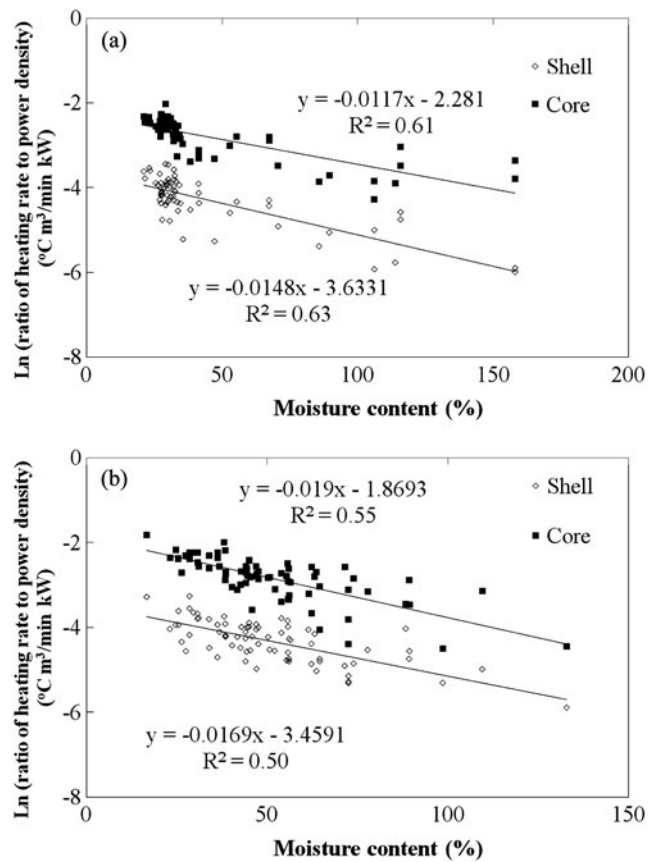 (a)
0
-2
-4
-6
-8
Ln (ratio of heating rate to power density)
(°C m³/min kW)
◇ Shell
■ Core
y = -0.0117x - 2.281
R² = 0.61
y = -0.0148x - 3.6331
R² = 0.63
0 50 100 150 200
Moisture content (%)
(b)
0
-2
-4
-6
-8
Ln (ratio of heating rate to power density)
(°C m³/min kW)
◇ Shell
■ Core
y = -0.019x - 1.8693
R² = 0.55
y = -0.0169x - 3.4591
R² = 0.50
0 50 100 150
Moisture content (%)